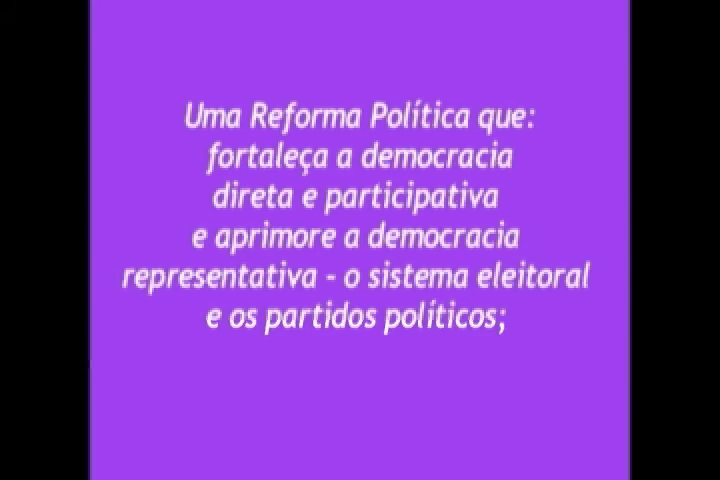 Uma Reforma Política que:
fortaleça a democracia
direta e participativa
e aprimore a democracia
representativa - o sistema eleitoral
e os partidos políticos;